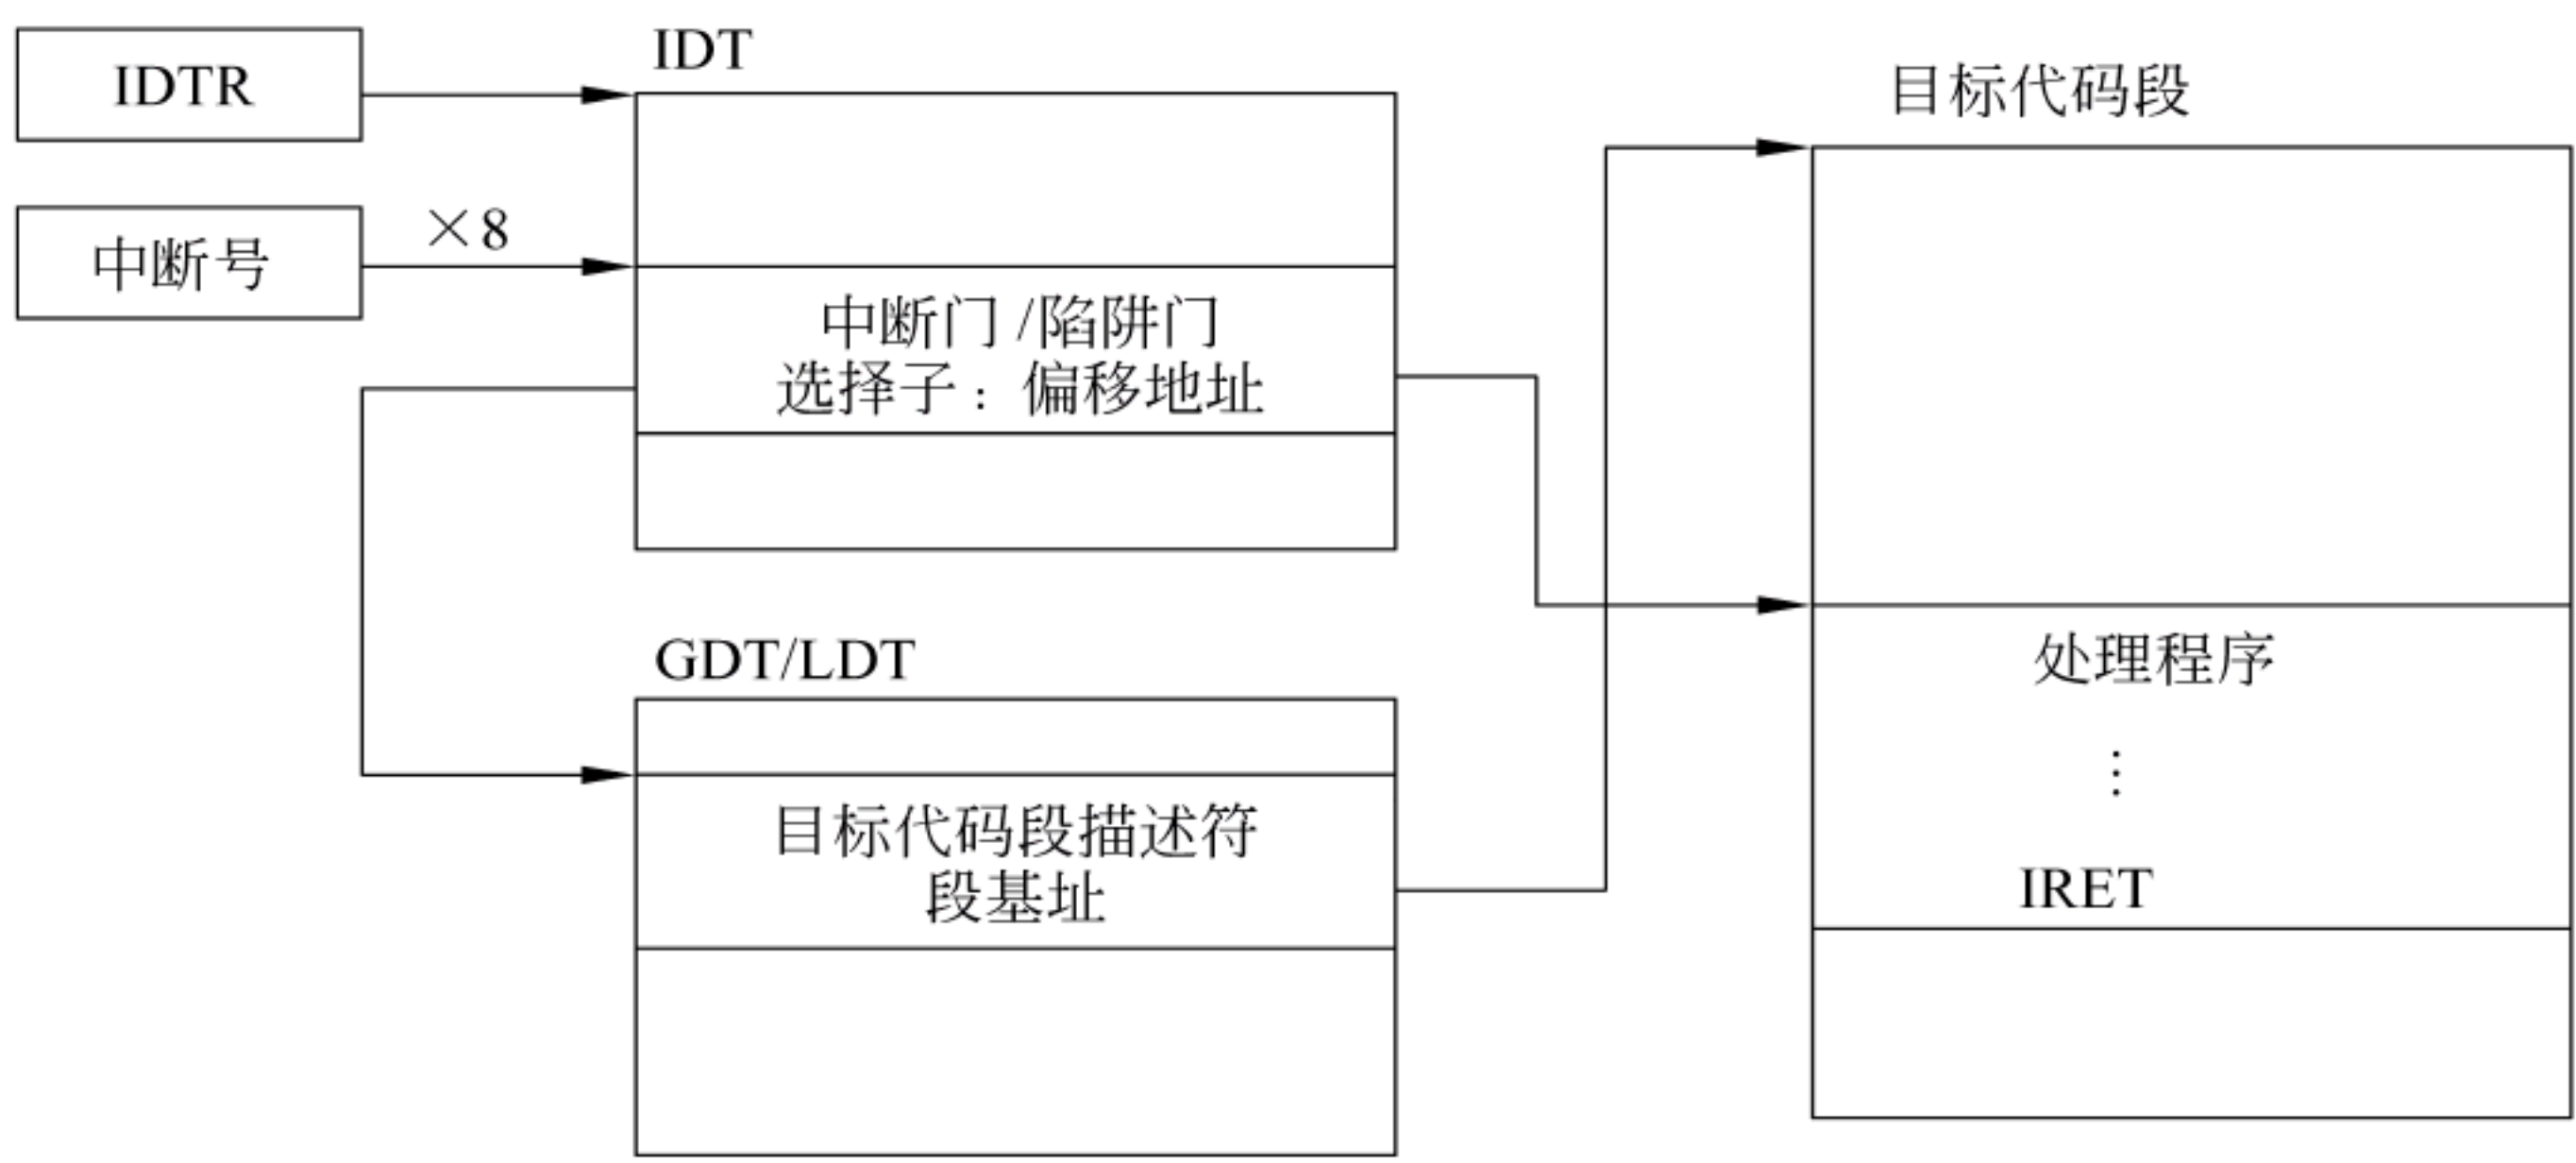 IDTR
IDT
目标代码段
中断号
×8
中断门/陷阱门
选择子：偏移地址
GDT/LDT
处理程序
⋮
目标代码段描述符
段基址
IRET